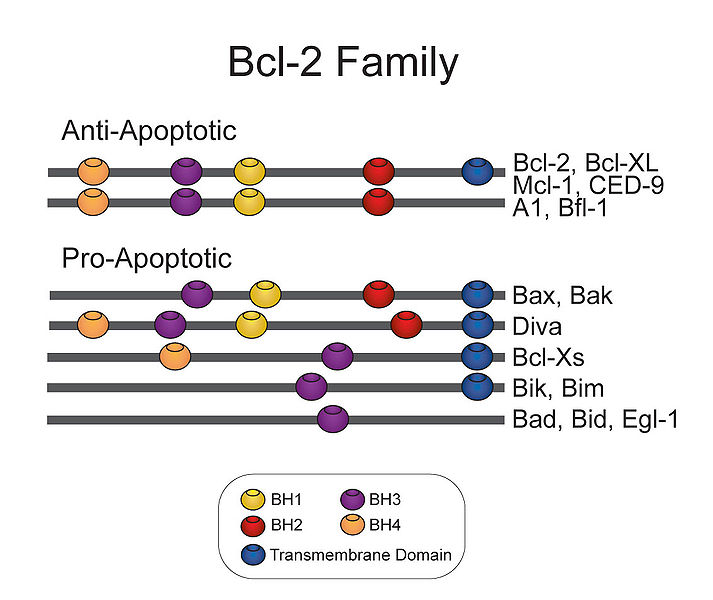 Bcl-2 Family
Anti-Apoptotic
Bcl-2, Bcl-XL
Mcl-1, CED-9
A1, Bfl-1
Pro-Apoptotic
Bax, Bak
Diva
Bcl-Xs
Bik, Bim
Bad, Bid, Egl-1
BH1 BH3
BH2 BH4
Transmembrane Domain